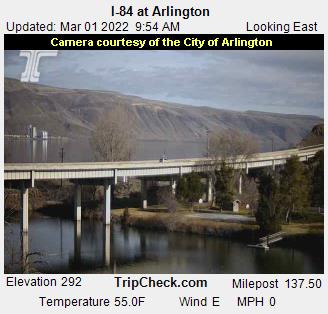 I-84 at Arlington
Updated: Mar 01 2022 9:54 AM Looking East
Camera courtesy of the City of Arlington
Elevation 292 TripCheck.com Milepost 137.50
Temperature 55.0F Wind E MPH 0